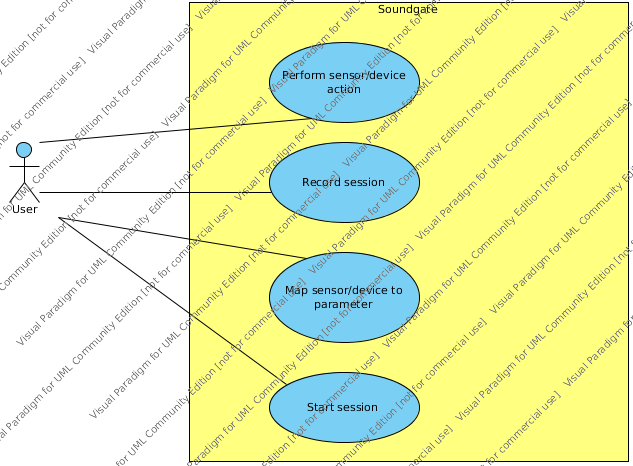 Soundgate
Perform sensor/device
action
Record session
User
Map sensor/device to
parameter
Start session
Visual Paradigm for UML Community Edition [not for commercial use]